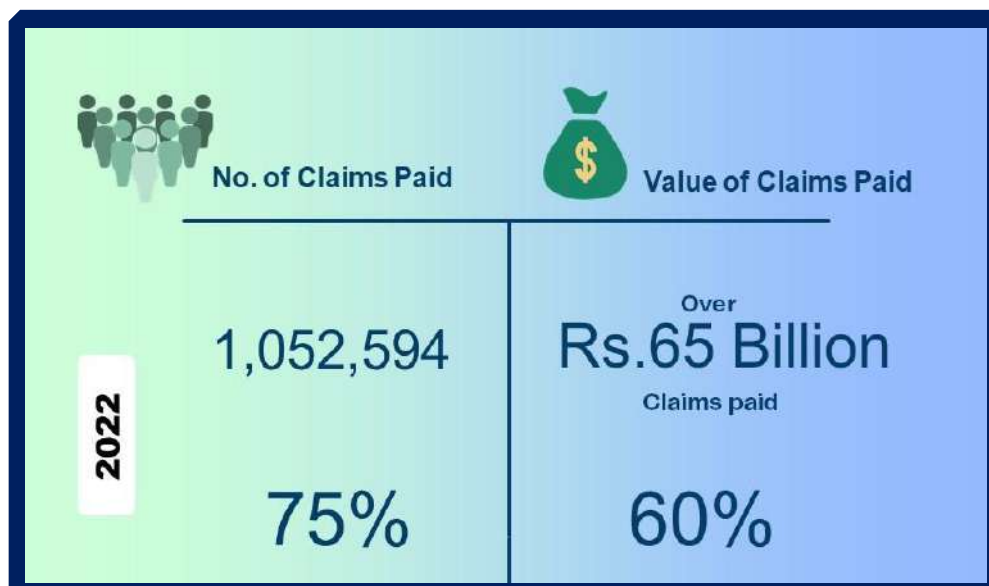 No. of Claims Paid
Value of Claims Paid
2022
1,052,594
Over
Rs.65 Billion
Claims paid
75%
60%
$